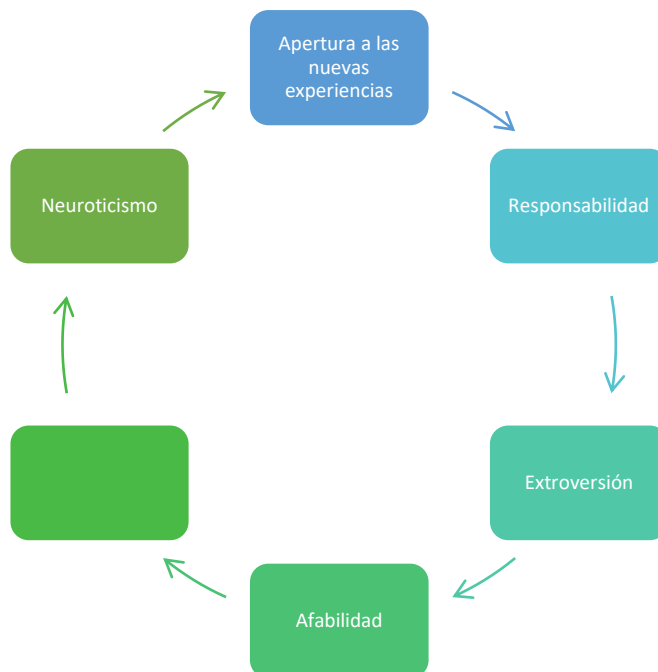 Apertura a las
nuevas
experiencias
Responsabilidad
Extroversión
Afabilidad
Neuroticismo